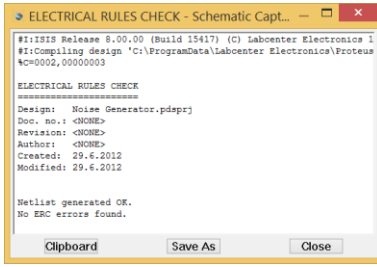 ELECTRICAL RULES CHECK - Schematic Capt...
#I:ISIS Release 8.00.00 (Build 15417) (C) Labcenter Electronics 1
#I:Compiling design 'C:\ProgramData\Labcenter Electronics\Proteus
%C=0002,00000003
ELECTRICAL RULES CHECK
======================
Design: Noise Generator.pdsprj
Doc. no.: <NONE>
Revision: <NONE>
Author: <NONE>
Created: 29.6.2012
Modified: 29.6.2012
Netlist generated OK.
No ERC errors found.
Clipboard Save As Close